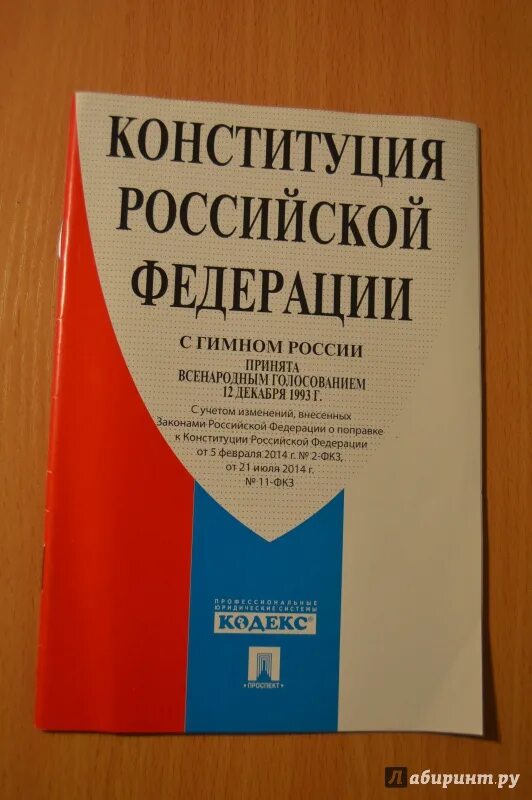 КОНСТИТУЦИЯ
РОССИЙСКОЙ
ФЕДЕРАЦИИ
С ГИМНОМ РОССИИ
ПРИНЯТА
ВСЕНАРОДНЫМ ГОЛОСОВАНИЕМ
12 ДЕКАБРЯ 1993 Г.
С учетом изменений, внесенных
Законами Российской Федерации о поправке
к Конституции Российской Федерации
от 5 февраля 2014 г. № 2-ФКЗ,
от 21 июля 2014 г.
№ 11-ФКЗ
ПРОФЕССИОНАЛЬНЫЕ
ЮРИДИЧЕСКИЕ СИСТЕМЫ
КОДЕКС®
•ПРОСПЕКТ•
Лабиринт.ру